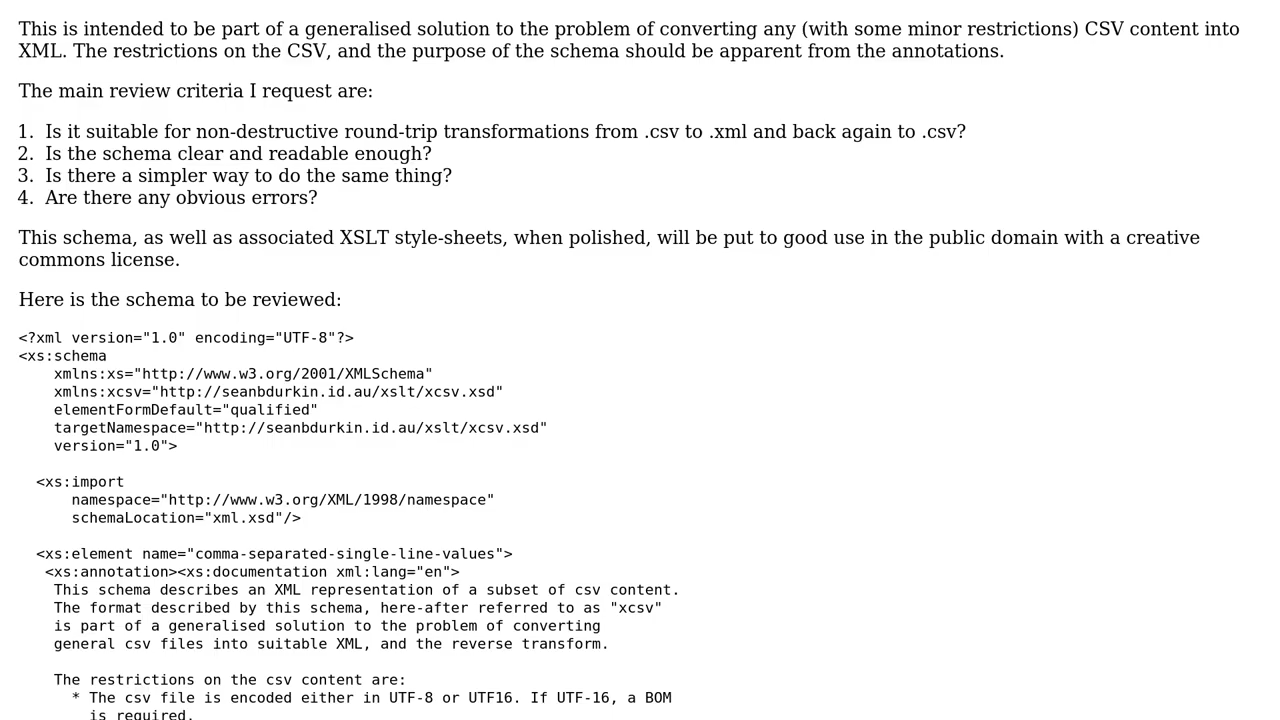 This is intended to be part of a generalised solution to the problem of converting any (with some minor restrictions) CSV content into
XML. The restrictions on the CSV, and the purpose of the schema should be apparent from the annotations.
The main review criteria I request are:
1. Is it suitable for non-destructive round-trip transformations from .csv to .xml and back again to .csv?
2. Is the schema clear and readable enough?
3. Is there a simpler way to do the same thing?
4. Are there any obvious errors?
This schema, as well as associated XSLT style-sheets, when polished, will be put to good use in the public domain with a creative
commons license.
Here is the schema to be reviewed:
<?xml version="1.0" encoding="UTF-8"?>
<xs:schema
    xmlns:xs="http://www.w3.org/2001/XMLSchema"
    xmlns:xcsv="http://seanbdurkin.id.au/xslt/xcsv.xsd"
    elementFormDefault="qualified"
    targetNamespace="http://seanbdurkin.id.au/xslt/xcsv.xsd"
    version="1.0">
  <xs:import
      namespace="http://www.w3.org/XML/1998/namespace"
      schemaLocation="xml.xsd"/>
  <xs:element name="comma-separated-single-line-values">
   <xs:annotation><xs:documentation xml:lang="en">
    This schema describes an XML representation of a subset of csv content.
    The format described by this schema, here-after referred to as "xcsv"
    is part of a generalised solution to the problem of converting
    general csv files into suitable XML, and the reverse transform.
    The restrictions on the csv content are:
      * The csv file is encoded either in UTF-8 or UTF16. If UTF-16, a BOM
        is required.